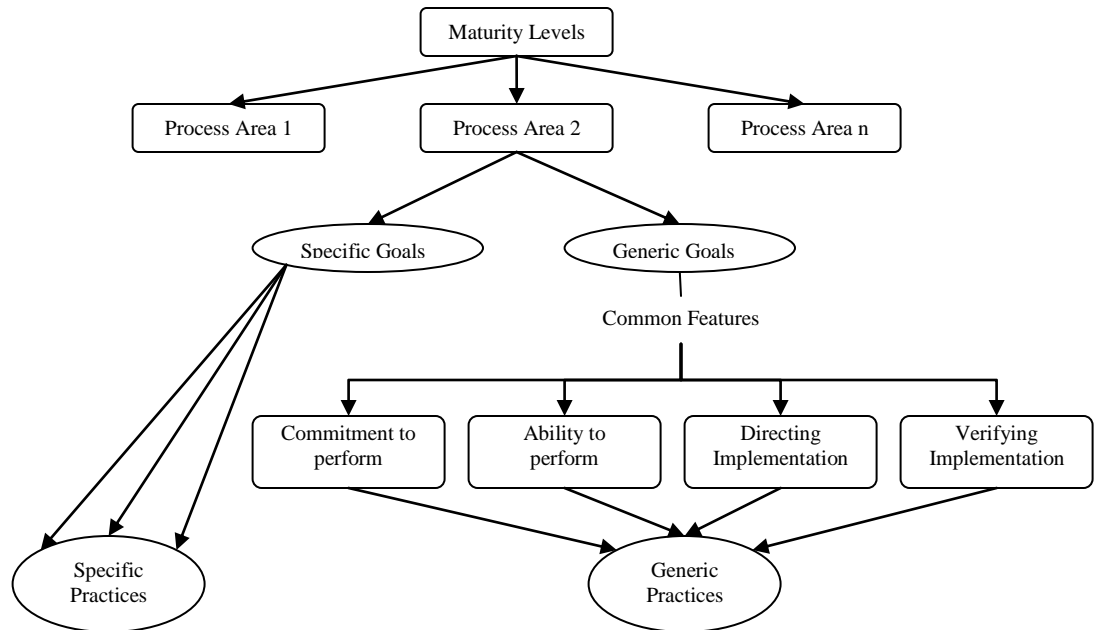 Maturity Levels
Process Area 1
Process Area 2
Process Area n
Specific Goals
Generic Goals
Common Features
Commitment to
perform
Ability to
perform
Directing
Implementation
Verifying
Implementation
Specific
Practices
Generic
Practices